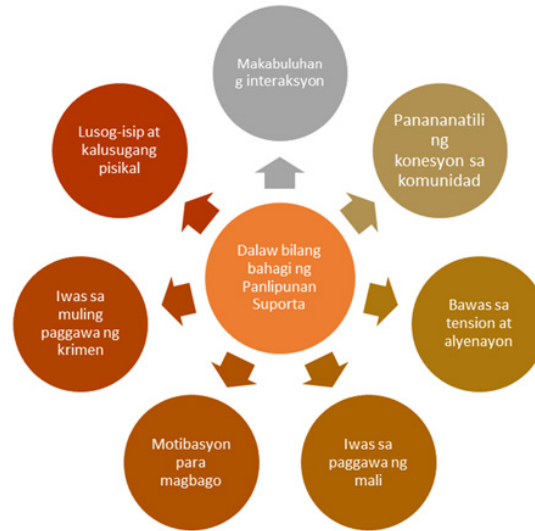 Makabuluhan
g interaksyon
Panananatili
ng
konesyon sa
komunidad
Bawas sa
tension at
alyenayon
Iwas sa
paggawa ng
mali
Motibasyon
para
magbago
Iwas sa
muling
paggawa ng
krimen
Lusog-isip at
kalusugang
pisikal
Dalaw bilang
bahagi ng
Panlipunan
Suporta